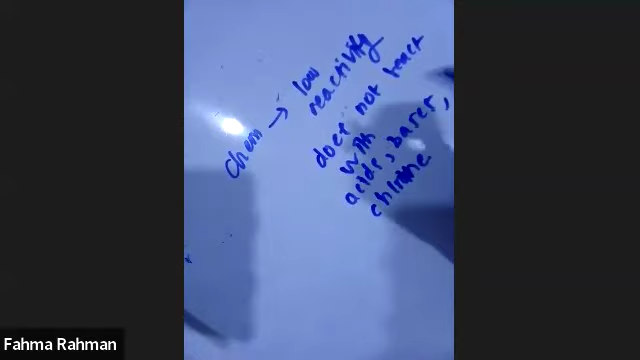 chem → low
reactivity
does not react
with
acids, bases,
chlorine
Fahma Rahman